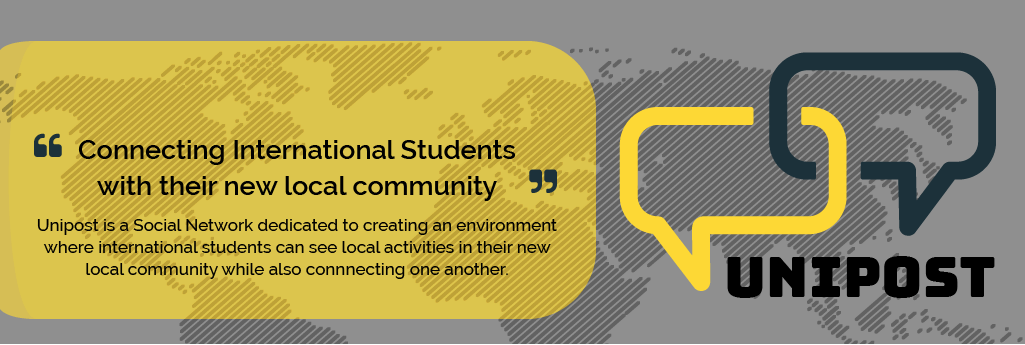 “ Connecting International Students
with their new local community ”
Unipost is a Social Network dedicated to creating an environment
where international students can see local activities in their new
local community while also connnecting one another.
UNIPOST